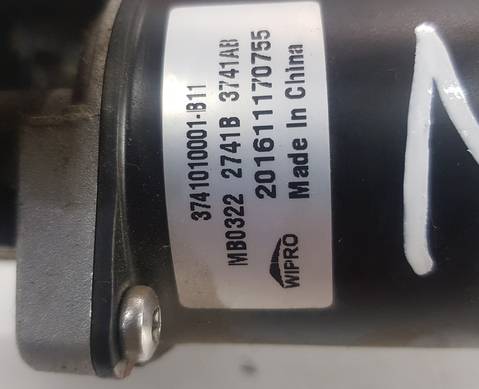 3741010001-B11
MB0322 2741B 3741AB
201611170755
Made In China
WIPRO